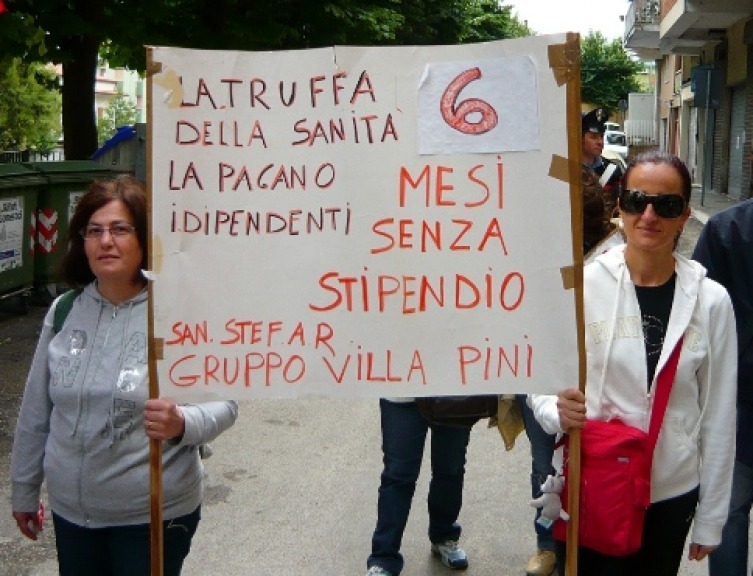 LA TRUFFA
DELLA SANITÀ
LA PAGANO
I DIPENDENTI
6
MESI
SENZA
STIPENDIO
SAN. STEFAR
GRUPPO VILLA PINI